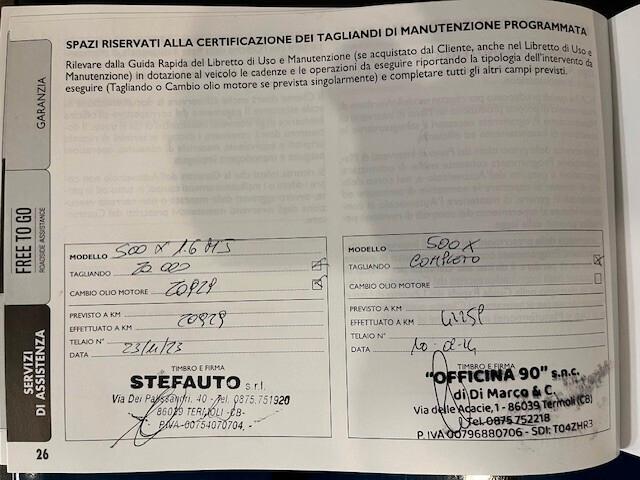 SPAZI RISERVATI ALLA CERTIFICAZIONE DEI TAGLIANDI DI MANUTENZIONE PROGRAMMATA
Rilevare dalla Guida Rapida del Libretto di Uso e Manutenzione (se acquistato dal Cliente, anche nel Libretto di Uso e
Manutenzione) in dotazione al veicolo le cadenze e le operazioni da eseguire riportando la tipologia dell'intervento da
eseguire (Tagliando o Cambio olio motore se prevista singolarmente) e completare tutti gli altri campi previsti.
GARANZIA
FREE TO GO
ROADSIDE ASSISTANCE
SERVIZI
DI ASSISTENZA
MODELLO 500 X 1.6 MJ
TAGLIANDO 20 000
CAMBIO OLIO MOTORE 20929
PREVISTO A KM
EFFETTUATO A KM 20929
TELAIO N°
DATA 23/11/23
TIMBRO E FIRMA
STEFAUTO s.r.l.
Via Dei 40 - Tel. 0875.751920
86039 TERMOLI -CB-
P.IVA 00754070704
MODELLO 500 X
TAGLIANDO COMPLETO
CAMBIO OLIO MOTORE
PREVISTO A KM
EFFETTUATO A KM
TELAIO N°
DATA
TIMBRO E FIRMA
"OFFICINA 90" s.n.c.
di Di Marco & C.
Via delle Acacie, 1 - 86039 Termoli (CB)
Tel. 0875 752218
P. IVA 00796880706 - SDI: T04ZHR3
26